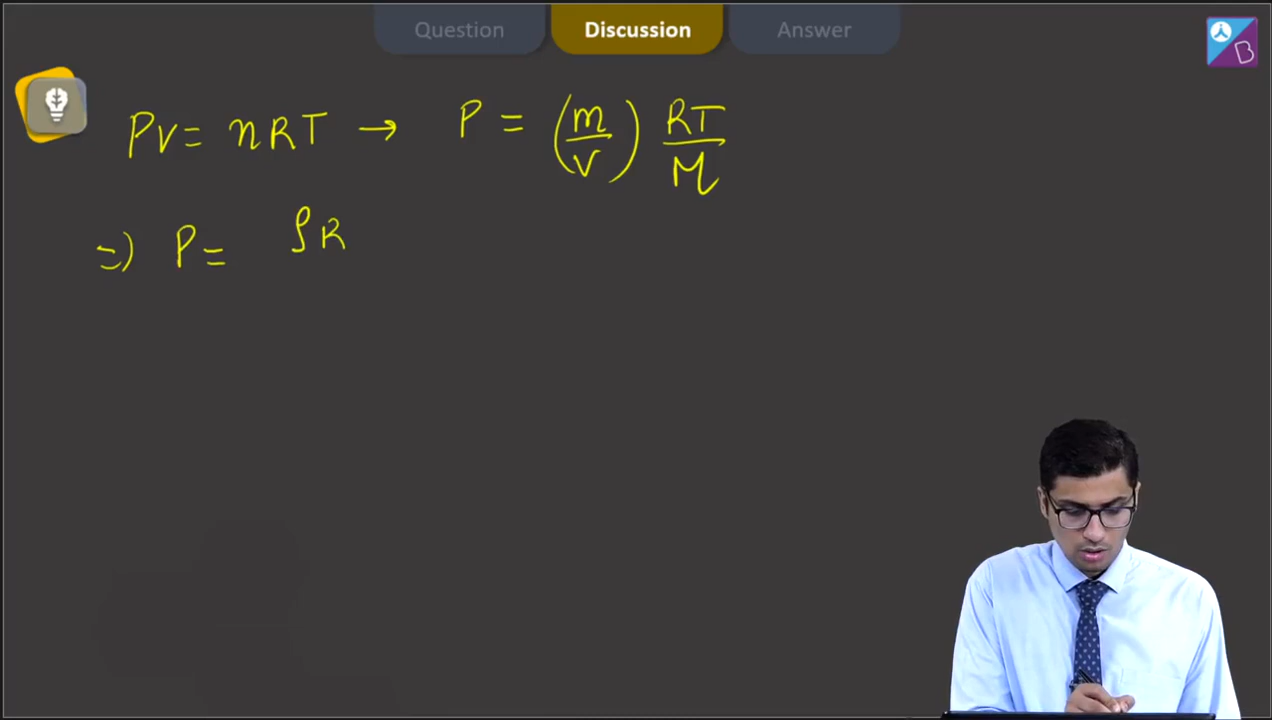 Question Discussion Answer
PV = nRT → P = (m/V) RT/M
⇒ P = ρR
B